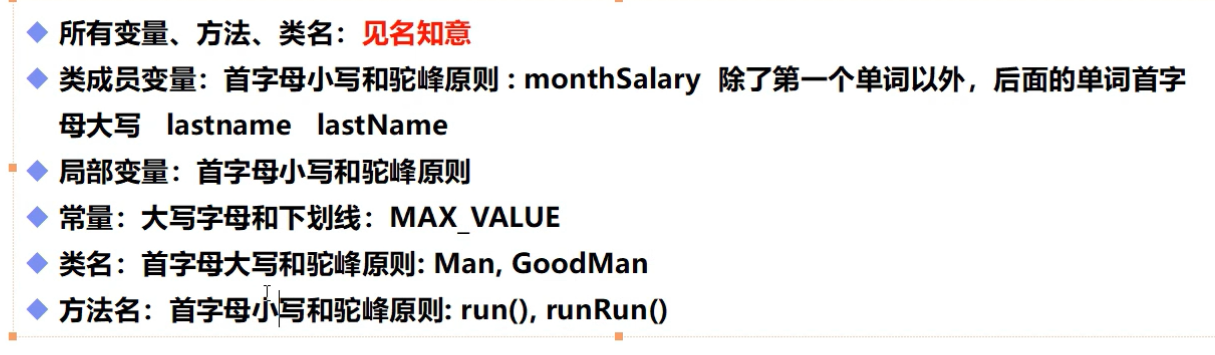 所有变量、方法、类名：见名知意
类成员变量：首字母小写和驼峰原则 : monthSalary 除了第一个单词以外，后面的单词首字
母大写 lastname lastName
局部变量：首字母小写和驼峰原则
常量：大写字母和下划线：MAX_VALUE
类名：首字母大写和驼峰原则: Man, GoodMan
方法名：首字母小写和驼峰原则: run(), runRun()